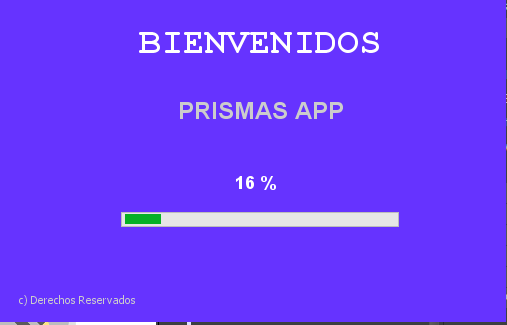 BIENVENIDOS
PRISMAS APP
16 %
c) Derechos Reservados